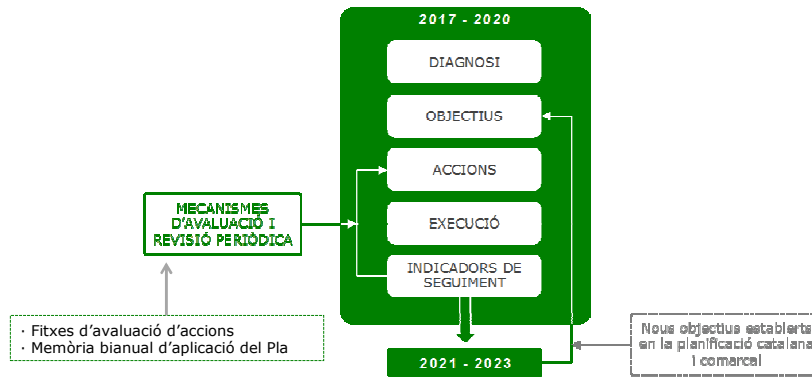 2017 - 2020
DIAGNOSI
OBJECTIUS
ACCIONS
MECANISMES
D'AVALUACIÓ I
REVISIÓ PERIÒDICA
EXECUCIÓ
INDICADORS DE
SEGUIMENT
· Fitxes d'avaluació d'accions
· Memòria bianual d'aplicació del Pla
2021 - 2023
Nous objectius establerts
en la planificació catalana
i comarcal